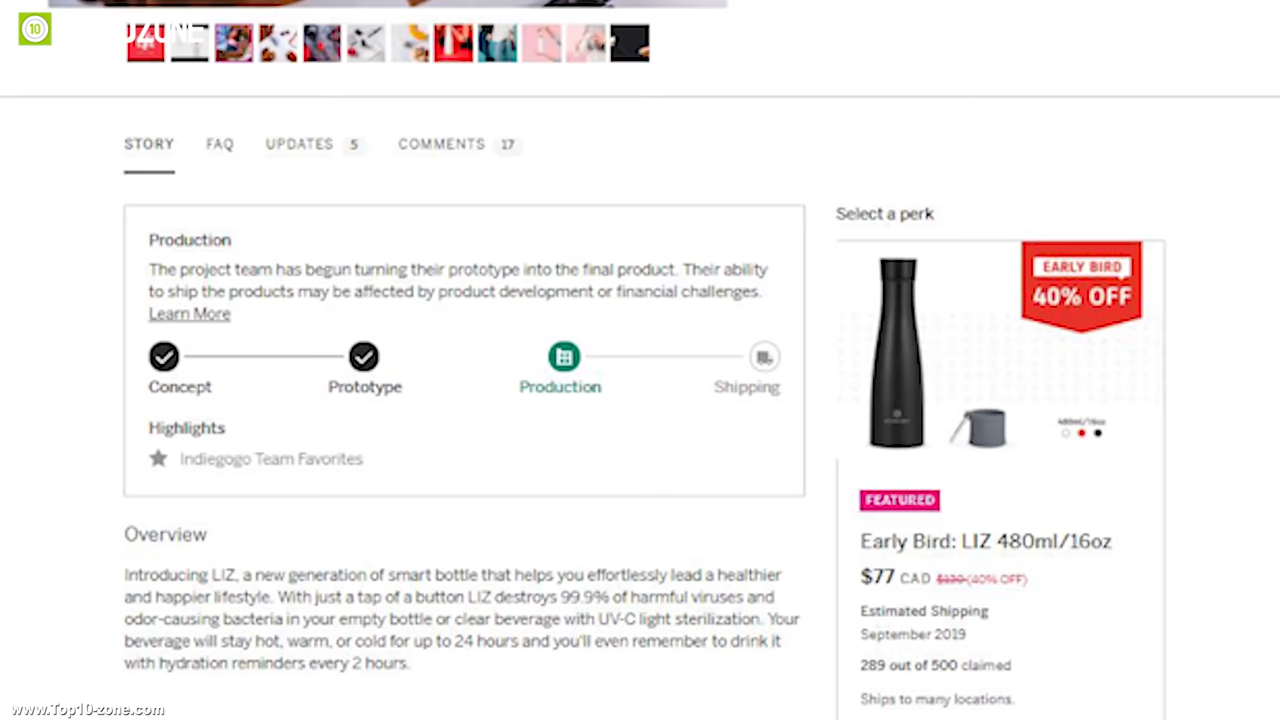 10
UZONE
STORY FAQ UPDATES 5 COMMENTS 17
Production
The project team has begun turning their prototype into the final product. Their ability
to ship the products may be affected by product development or financial challenges.
Learn More
Concept Prototype Production Shipping
Highlights
Indiegogo Team Favorites
Overview
Introducing LIZ, a new generation of smart bottle that helps you effortlessly lead a healthier
and happier lifestyle. With just a tap of a button LIZ destroys 99.9% of harmful viruses and
odor-causing bacteria in your empty bottle or clear beverage with UV-C light sterilization. Your
beverage will stay hot, warm, or cold for up to 24 hours and you'll even remember to drink it
with hydration reminders every 2 hours.
Select a perk
EARLY BIRD
40% OFF
480ml/16oz
FEATURED
Early Bird: LIZ 480ml/16oz
$77 CAD $130 (40% OFF)
Estimated Shipping
September 2019
289 out of 500 claimed
Ships to many locations.
www.Top10-zone.com